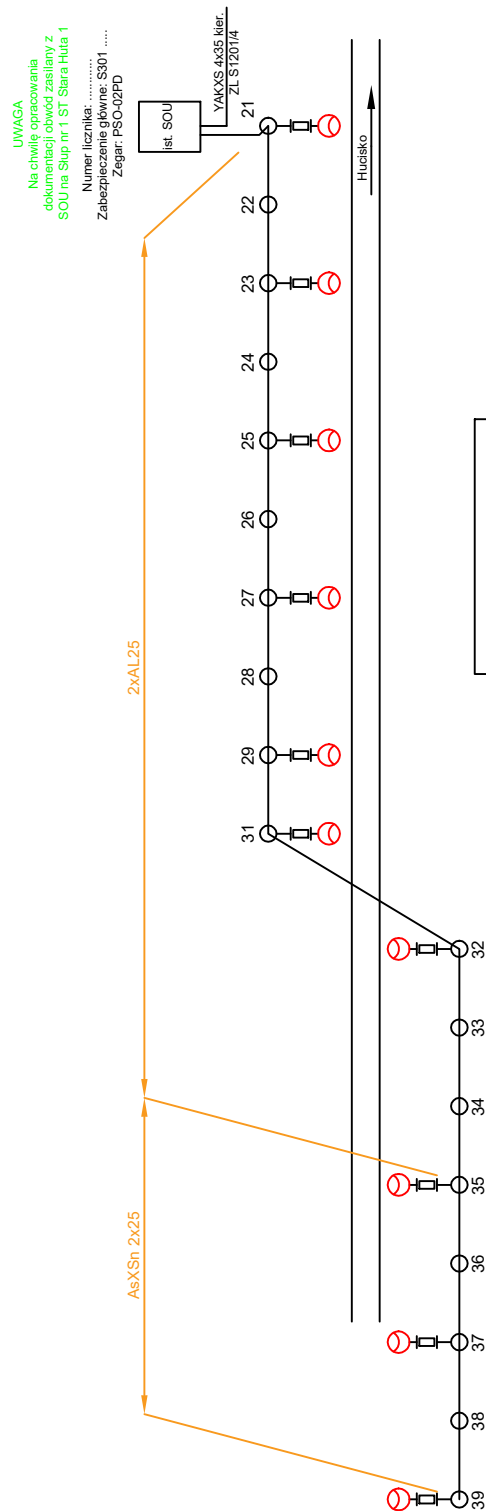 UWAGA
Na chwilę opracowania
dokumentacji obwód zasilany z
SOU na Słup nr 1 ST Stara Huta 1
Numer licznika: ............
Zabezpieczenie główne: S301 .....
Zegar: PSO-02PD
ist. SOU
YAKXS 4x35 kier.
ZL S1201/4
AsXSn 2x25
2xAL25
31
29
28
27
26
25
24
23
22
21
Hucisko
39
38
37
36
35
34
33
32